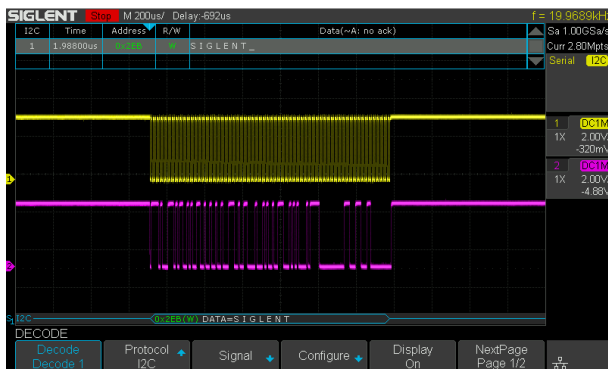 SIGLENT Stop M 200us/ Delay:-692us f = 19.9689kHz
I2C Time Address R/W Data(~A: no ack) Sa 1.00GSa/s
1 1.98800us 0x2EB W S I G L E N T _ Curr 2.80Mpts
Serial I2C
1 DC1M
1X 2.00V/
-320mV
2 DC1M
1X 2.00V/
-4.88V
1
2
S1 I2C 0x2EB(W) DATA=S I G L E N T
DECODE
Decode Protocol Signal Configure Display NextPage
Decode 1 I2C On Page 1/2